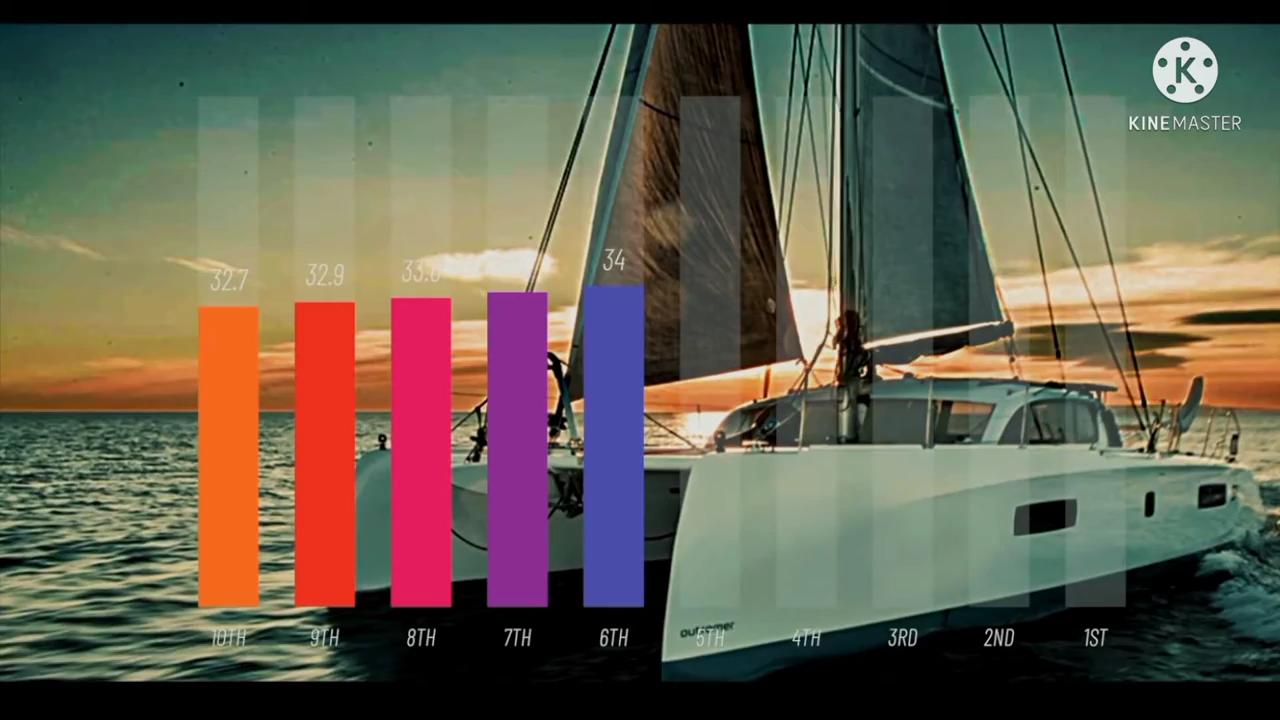 KINEMASTER
34
32.7
32.9
10TH
9TH
8TH
7TH
6TH
5TH
4TH
3RD
2ND
1ST